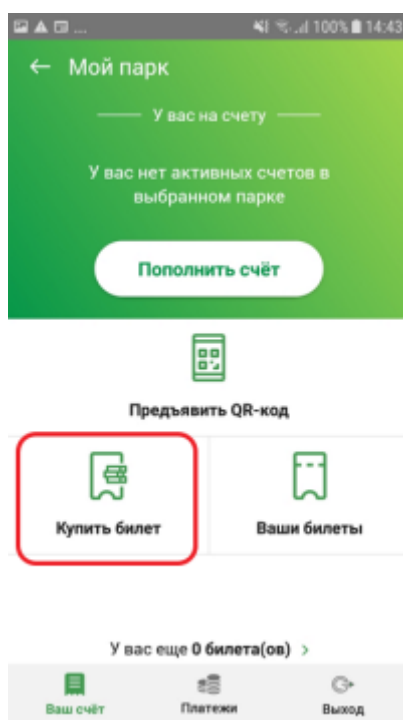 ... 100% 14:43
← Мой парк
У вас на счету
У вас нет активных счетов в
выбранном парке
Пополнить счёт
Предъявить QR-код
Купить билет
Ваши билеты
У вас еще 0 билета(ов) >
Ваш счёт
Платежи
Выход